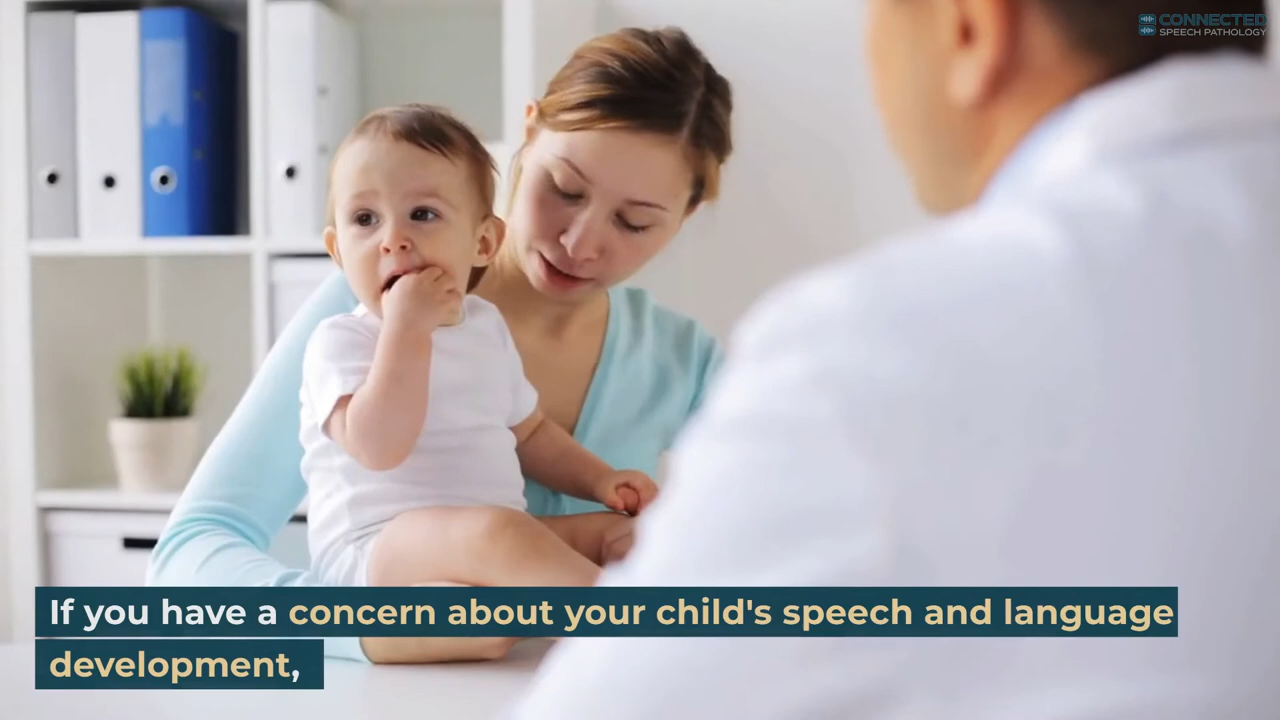 CONNECTED
SPEECH PATHOLOGY
If you have a concern about your child's speech and language
development,